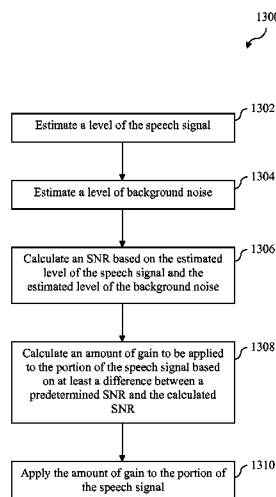 1300
1302
Estimate a level of the speech signal
1304
Estimate a level of background noise
1306
Calculate an SNR based on the estimated
level of the speech signal and the
estimated level of the background noise
1308
Calculate an amount of gain to be applied
to the portion of the speech signal based
on at least a difference between a
predetermined SNR and the calculated
SNR
1310
Apply the amount of gain to the portion of
the speech signal